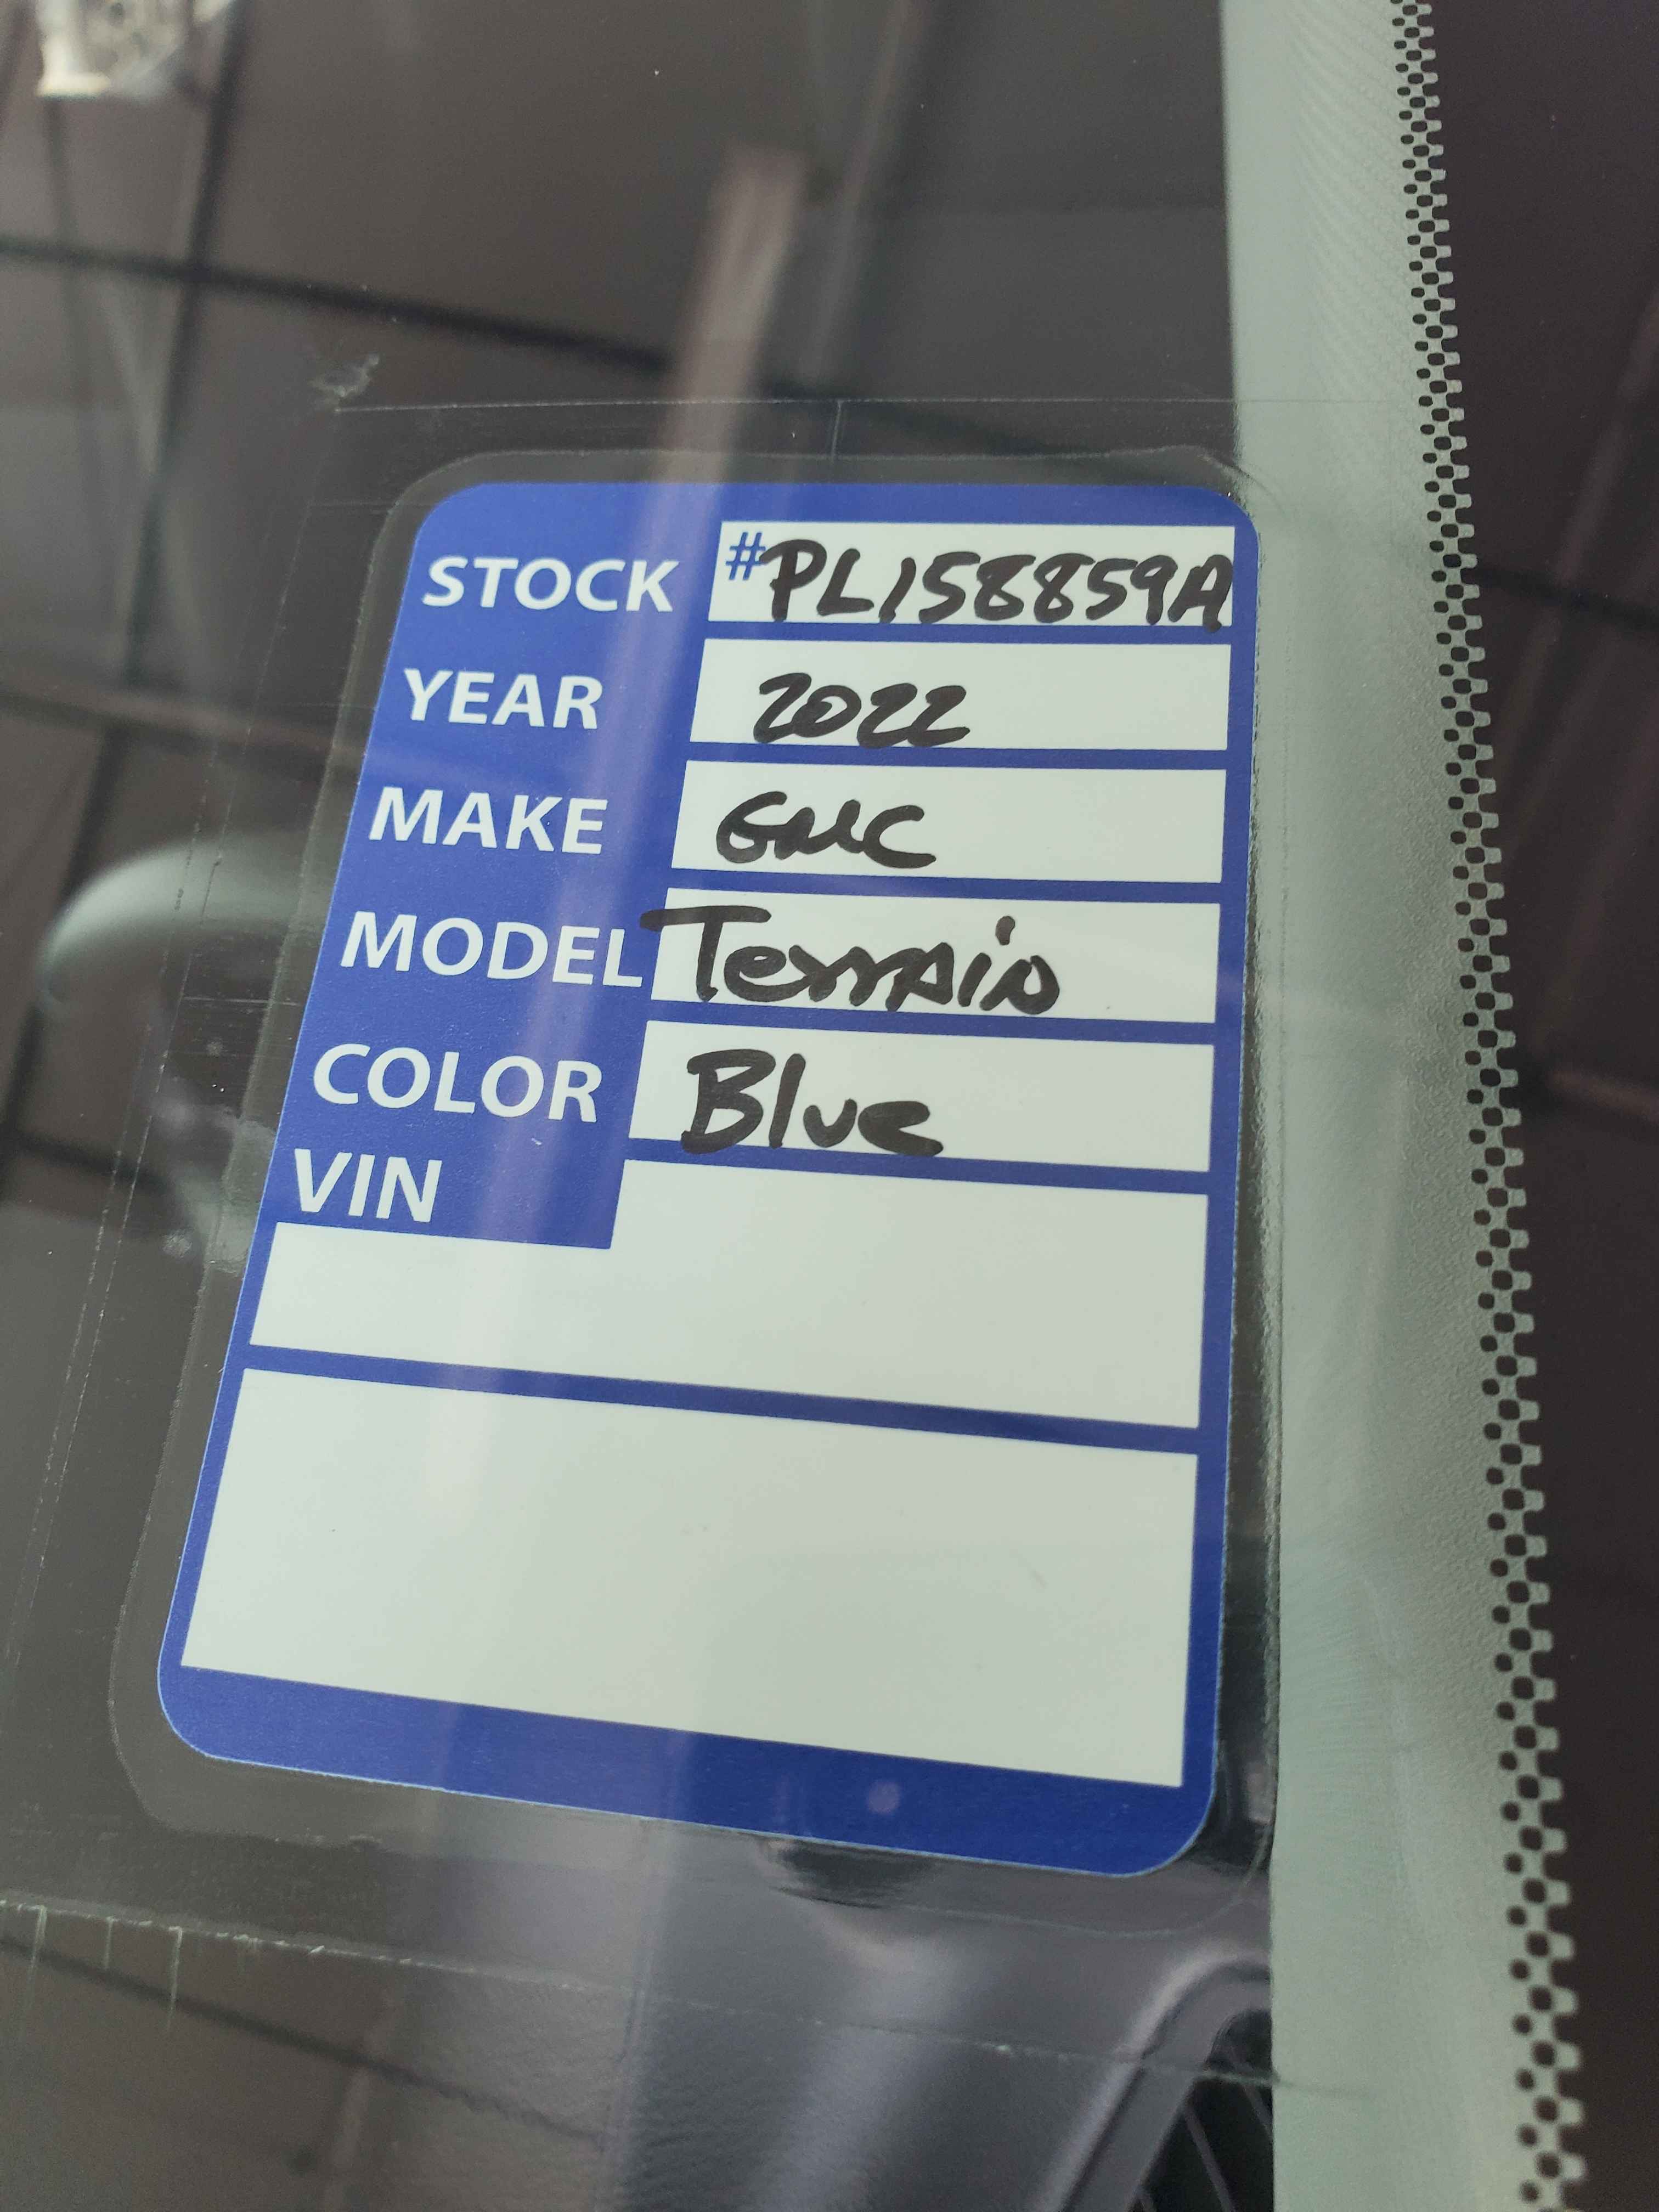 STOCK #PL158859A
YEAR 2022
MAKE GMC
MODEL Terrain
COLOR Blue
VIN